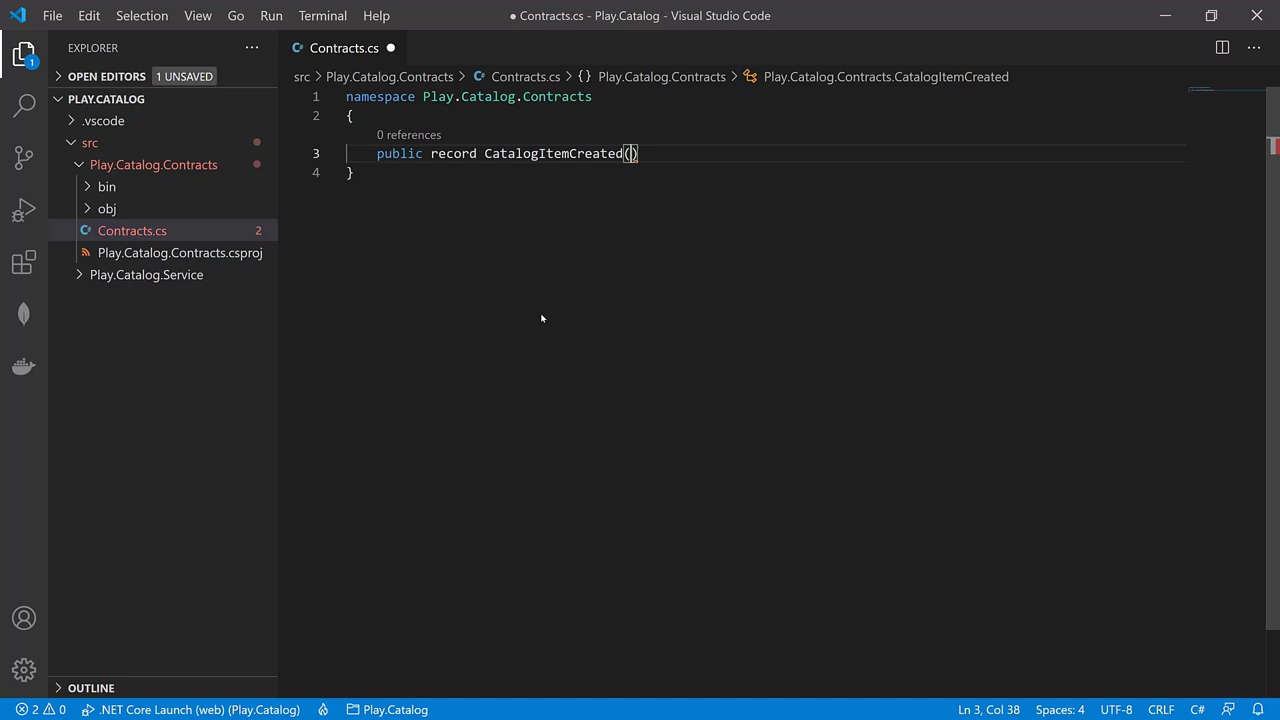 File Edit Selection View Go Run Terminal Help
● Contracts.cs - Play.Catalog - Visual Studio Code
EXPLORER
OPEN EDITORS 1 UNSAVED
PLAY.CATALOG
.vscode
src
Play.Catalog.Contracts
bin
obj
Contracts.cs 2
Play.Catalog.Contracts.csproj
Play.Catalog.Service
OUTLINE
1
Contracts.cs
src > Play.Catalog.Contracts > Contracts.cs > {} Play.Catalog.Contracts > Play.Catalog.Contracts.CatalogItemCreated
1 namespace Play.Catalog.Contracts
2 {
0 references
3 public record CatalogItemCreated()
4 }
2 0 .NET Core Launch (web) (Play.Catalog) Play.Catalog Ln 3, Col 38 Spaces: 4 UTF-8 CRLF C#